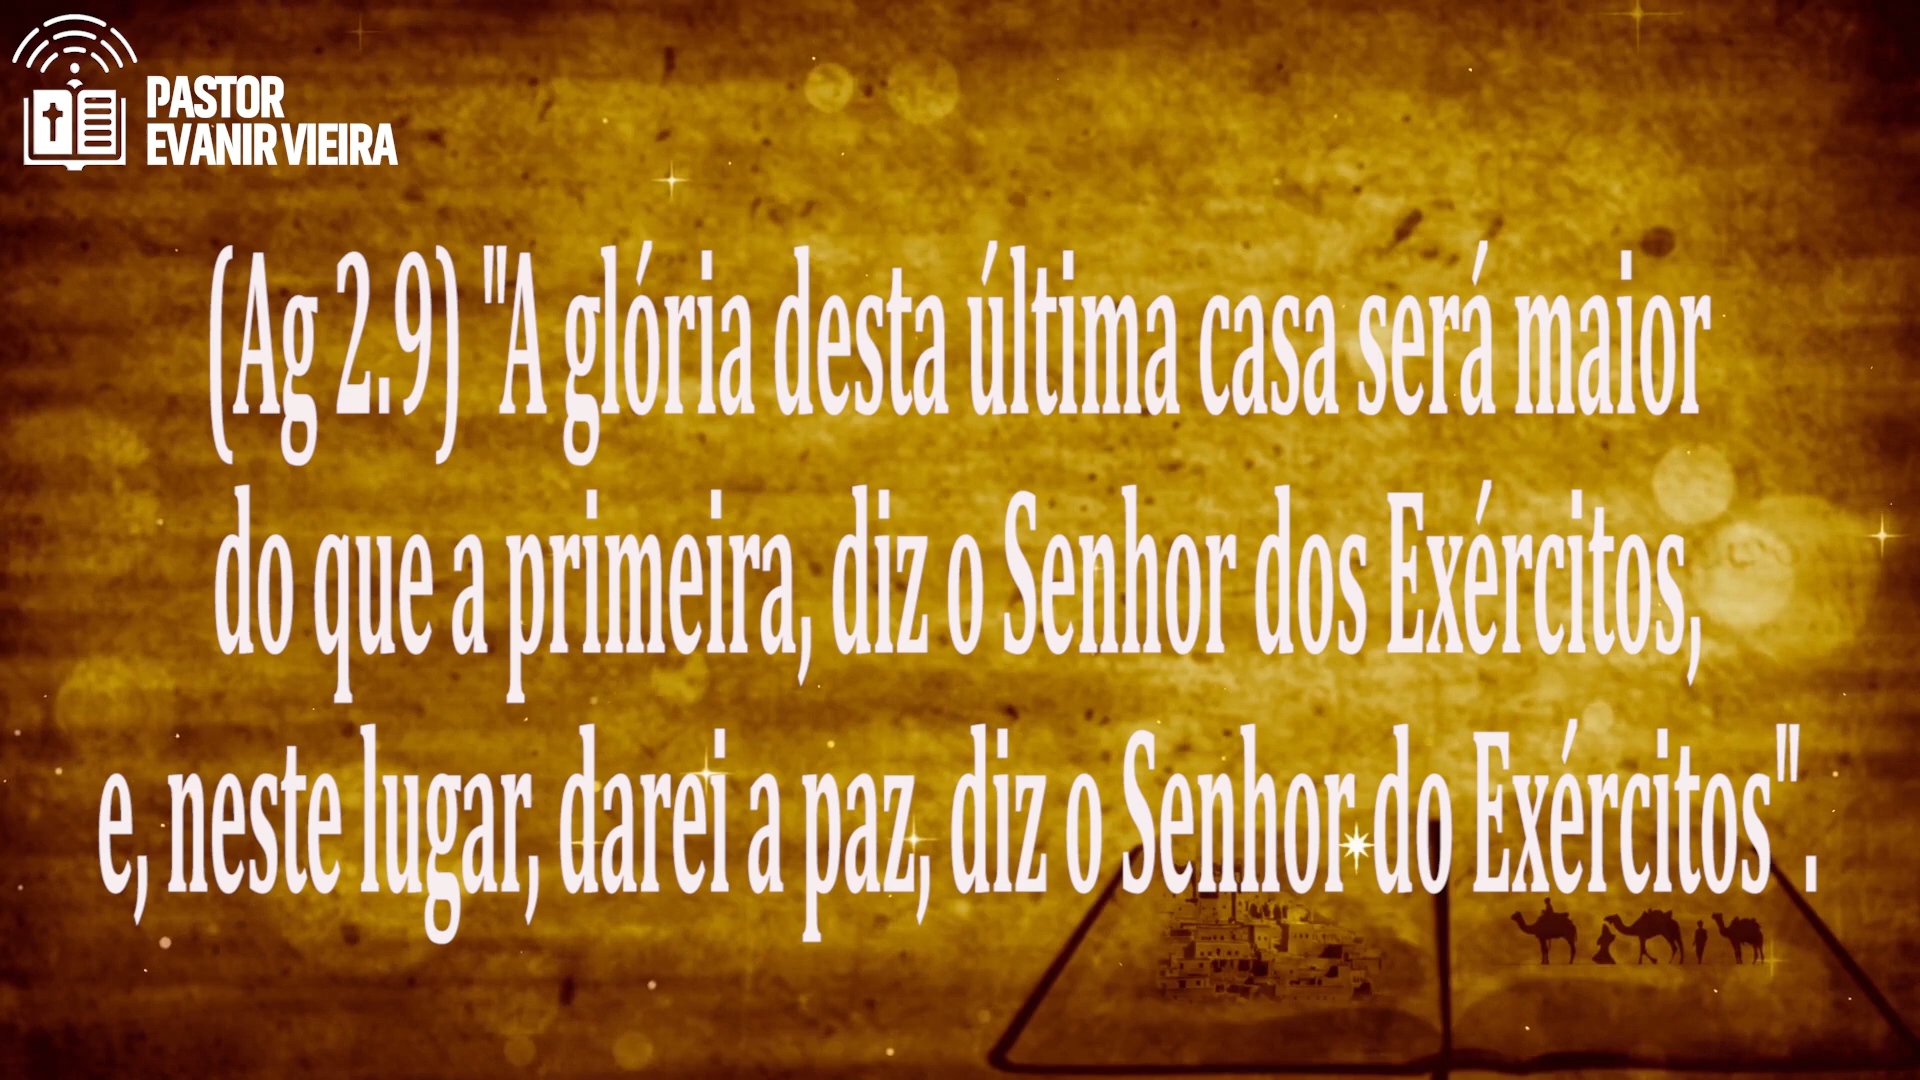 PASTOR
EVANIR VIEIRA
(Ag 2.9) "A glória desta última casa será maior
do que a primeira, diz o Senhor dos Exércitos,
e, neste lugar, darei a paz, diz o Senhor do Exércitos".